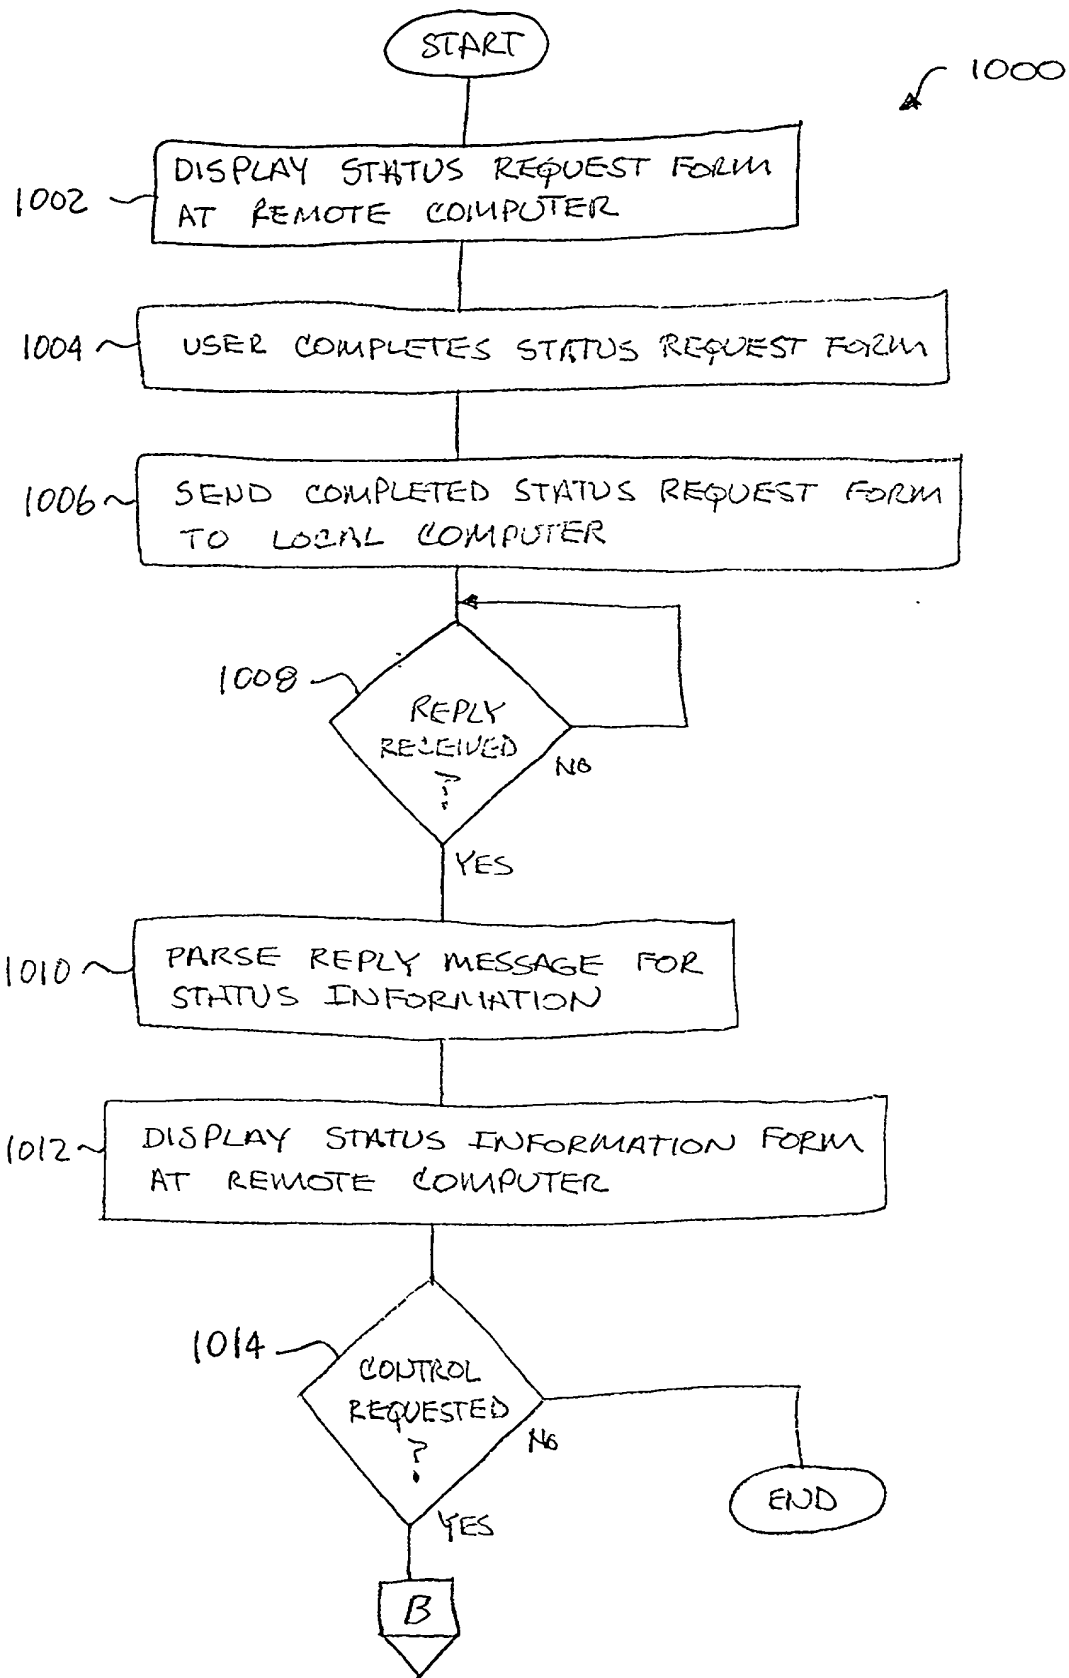 START
1000
1002
DISPLAY STATUS REQUEST FORM
AT REMOTE COMPUTER
1004
USER COMPLETES STATUS REQUEST FORM
1006
SEND COMPLETED STATUS REQUEST FORM
TO LOCAL COMPUTER
1008
REPLY
RECEIVED
?
NO
YES
1010
PARSE REPLY MESSAGE FOR
STATUS INFORMATION
1012
DISPLAY STATUS INFORMATION FORM
AT REMOTE COMPUTER
1014
CONTROL
REQUESTED
?
NO
END
YES
B